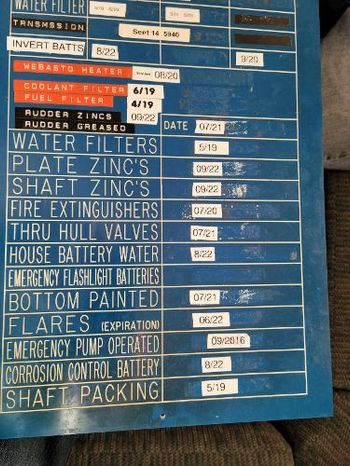 WATER FILTER
TRNSMSSION Sept 14 5940
INVERT BATTS 8/22 9/20
WEBASTO HEATER 08/20
COOLANT FILTER 6/19
FUEL FILTER 4/19
RUDDER ZINCS 09/22
RUDDER GREASED DATE 07/21
WATER FILTERS 5/19
PLATE ZINC'S 09/22
SHAFT ZINC'S 09/22
FIRE EXTINGUISHERS 07/20
THRU HULL VALVES 07/21
HOUSE BATTERY WATER 8/22
EMERGENCY FLASHLIGHT BATTERIES
BOTTOM PAINTED 07/21
FLARES (EXPIRATION) 06/22
EMERGENCY PUMP OPERATED 09/2016
CORROSION CONTROL BATTERY 8/22
SHAFT PACKING 5/19